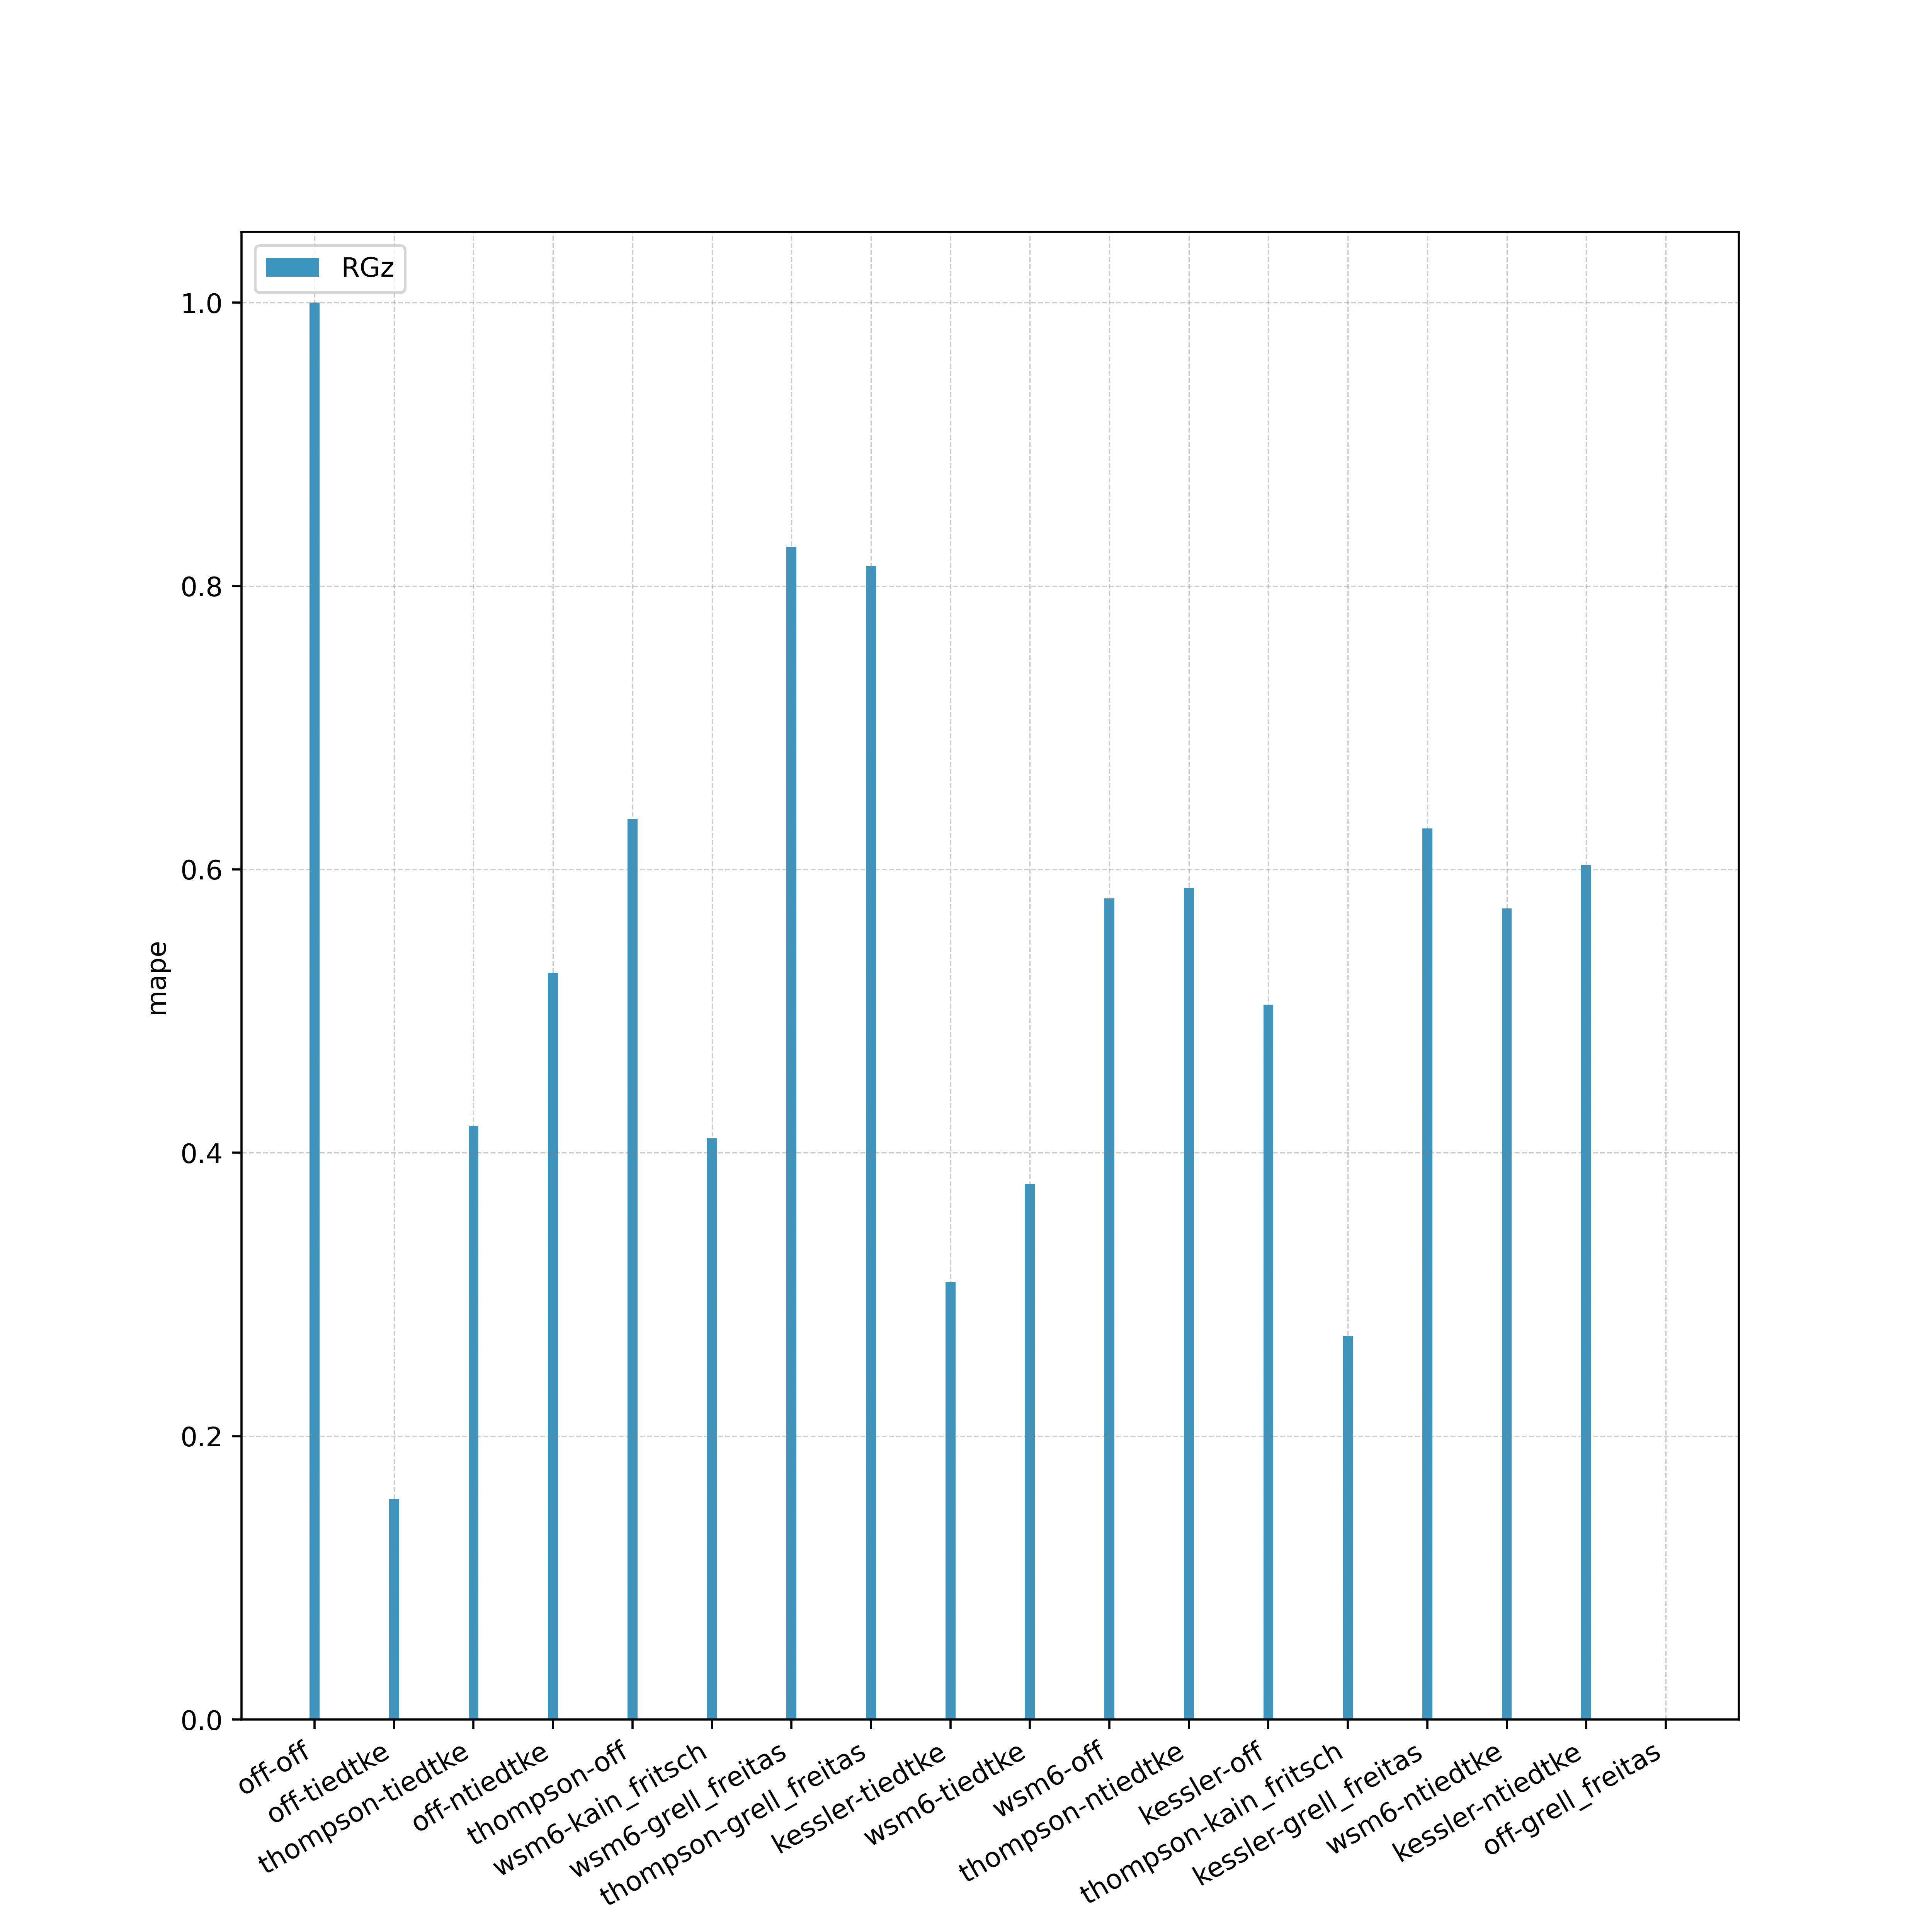 RGz
1.0
0.8
0.6
0.4
0.2
0.0
mape
off-off
off-tiedtke
thompson-tiedtke
off-ntiedtke
thompson-off
wsm6-kain_fritsch
wsm6-grell_freitas
thompson-grell_freitas
kessler-tiedtke
wsm6-tiedtke
wsm6-off
thompson-ntiedtke
kessler-off
thompson-kain_fritsch
kessler-grell_freitas
wsm6-ntiedtke
kessler-ntiedtke
off-grell_freitas